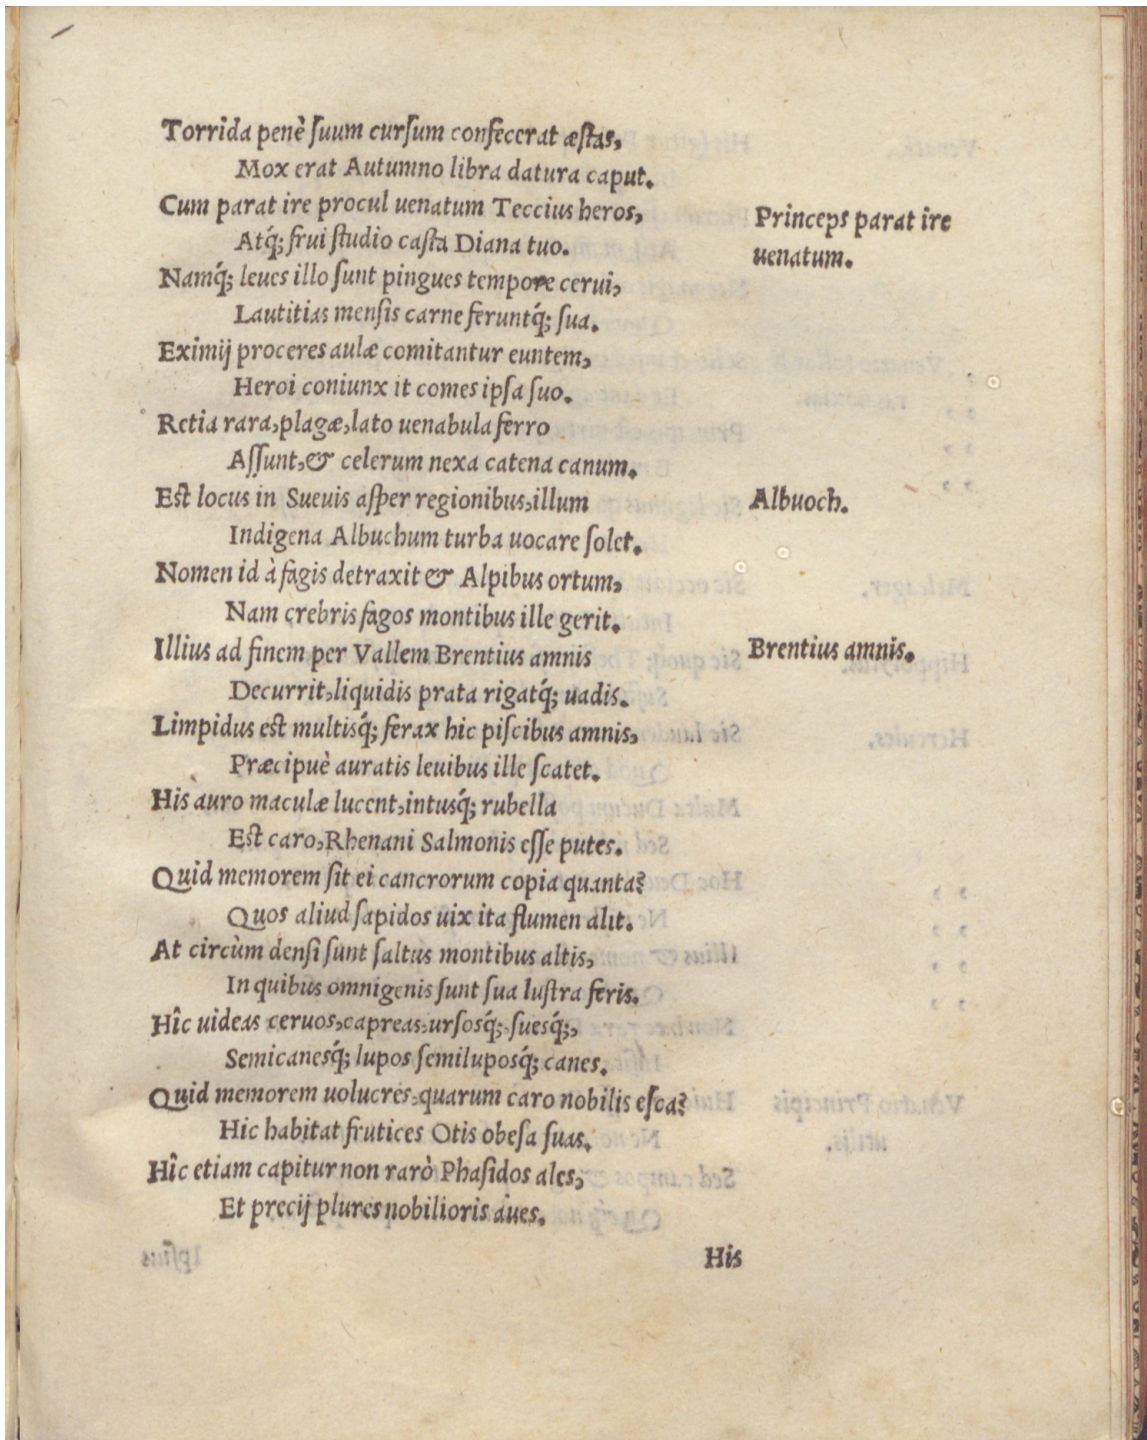 Torrida penè ſuum curſum confecerat æſtas,
Mox erat Autumno libra datura caput.
Cum parat ire procul uenatum Teccius heros,
Princeps parat ire
Atq́; frui ſtudio caſta Diana tuo.
uenatum.
Namq́; leues illo ſunt pingues tempore cerui,
Lautitias menſis carne feruntq́; ſua.
Eximij proceres aulæ comitantur euntem,
Heroi coniunx it comes ipſa ſuo.
Retia rara, plagæ, lato uenabula ferro
Aſſunt, & celerum nexa catena canum.
Eſt locus in Sueuis aſper regionibus, illum
Albuoch.
Indigena Albuchum turba uocare ſolet.
Nomen id à fagis detraxit & Alpibus ortum,
Nam crebris fagos montibus ille gerit.
Illius ad finem per Vallem Brentius amnis
Brentius amnis.
Decurrit, liquidis prata rigatq́; uadis.
Limpidus eſt multisq́; ferax hic piſcibus amnis,
Præcipuè auratis leuibus ille ſcatet.
His auro maculæ lucent, intusq́; rubella
Eſt caro, Rhenani Salmonis eſſe putes.
Quid memorem ſit ei cancrorum copia quanta?
Quos aliud ſapidos uix ita flumen alit.
At circùm denſi ſunt ſaltus montibus altis,
In quibus omnigenis ſunt ſua luſtra feris.
Hîc uideas ceruos, capreas, urſosq́;, ſuesq́;,
Semicanesq́; lupos ſemiluposq́; canes.
Quid memorem uolucres, quarum caro nobilis eſca?
Hic habitat frutices Otis obeſa ſuas.
Hîc etiam capitur non rarò Phaſidos ales,
Et precij plures nobilioris aues.
His